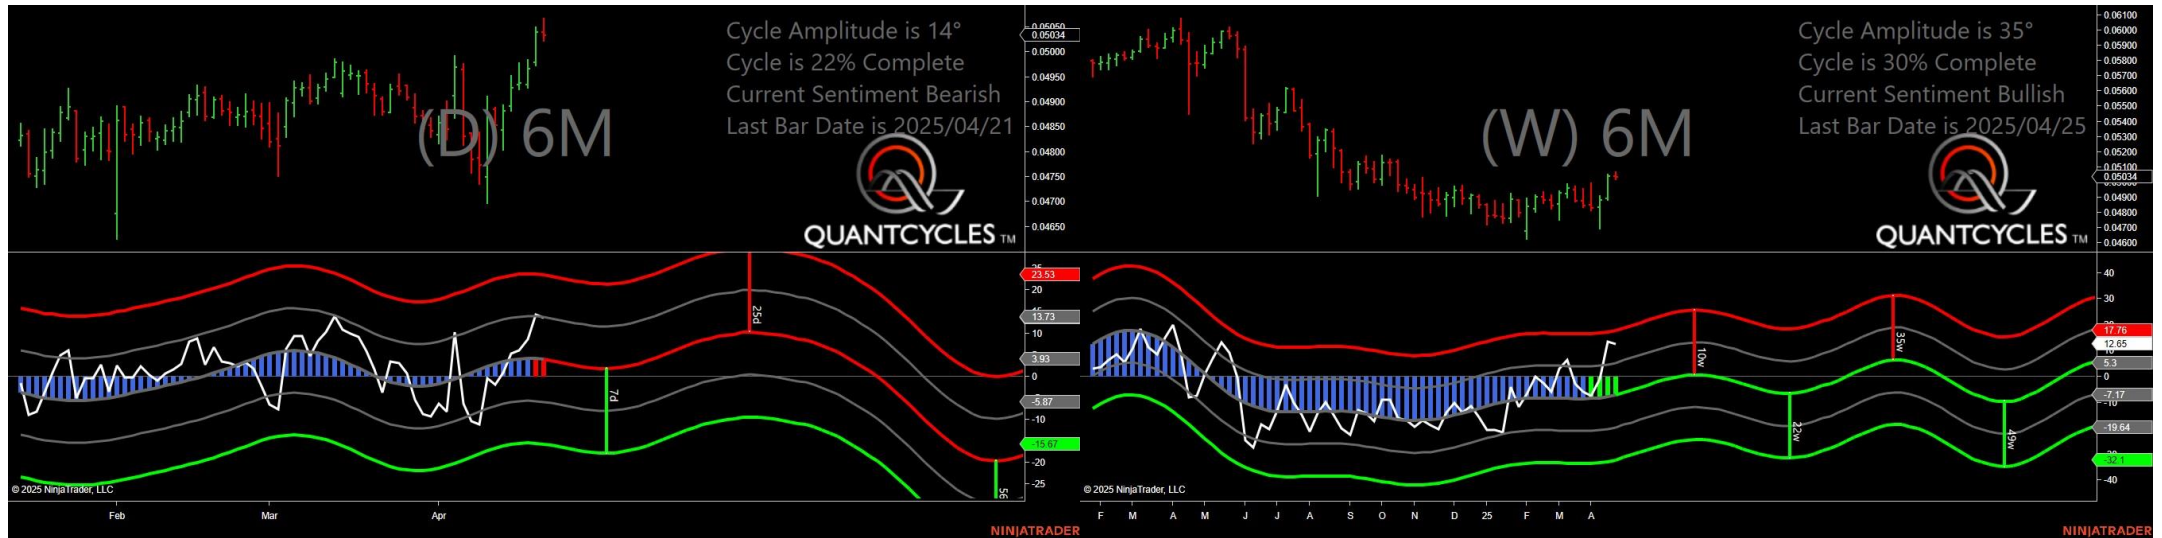 Cycle Amplitude is 14°
Cycle is 22% Complete
Current Sentiment Bearish
Last Bar Date is 2025/04/21
(D) 6M
QUANTCYCLES TM
0.05050
0.05034
0.05000
0.04950
0.04900
0.04850
0.04800
0.04750
0.04700
0.04650
25d
7d
23.53
20
13.73
10
3.93
0
-5.87
-10
-15.67
-20
-25
© 2025 NinjaTrader, LLC
Feb Mar Apr
NINJATRADER
Cycle Amplitude is 35°
Cycle is 30% Complete
Current Sentiment Bullish
Last Bar Date is 2025/04/25
(W) 6M
QUANTCYCLES TM
0.06100
0.06000
0.05900
0.05800
0.05700
0.05600
0.05500
0.05400
0.05300
0.05200
0.05100
0.05034
0.04900
0.04800
0.04700
0.04600
10w
22w
35w
49w
40
30
17.76
12.65
5.3
0
-7.17
-10
-19.64
-32.1
-40
© 2025 NinjaTrader, LLC
F M A M J J A S O N D 25 F M A
NINJATRADER